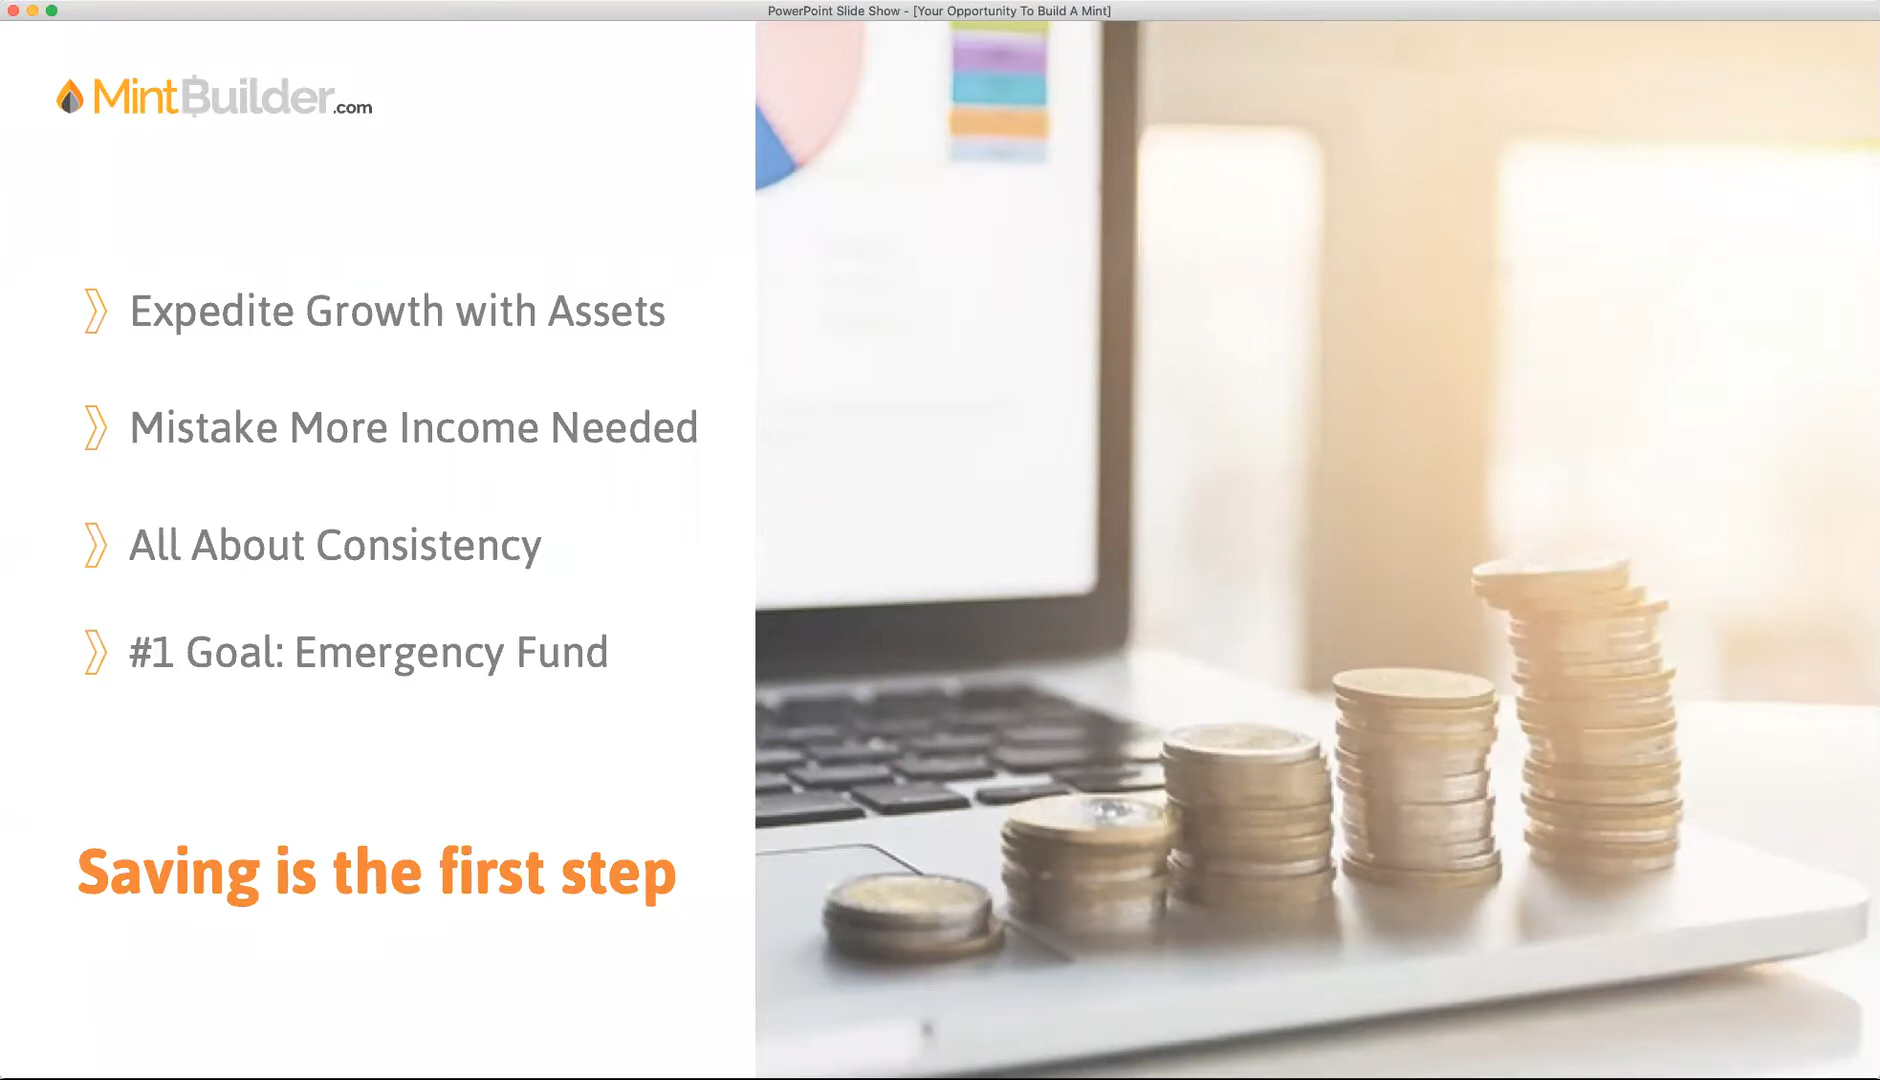 PowerPoint Slide Show - [Your Opportunity To Build A Mint]
MintBuilder.com
Expedite Growth with Assets
Mistake More Income Needed
All About Consistency
#1 Goal: Emergency Fund
Saving is the first step